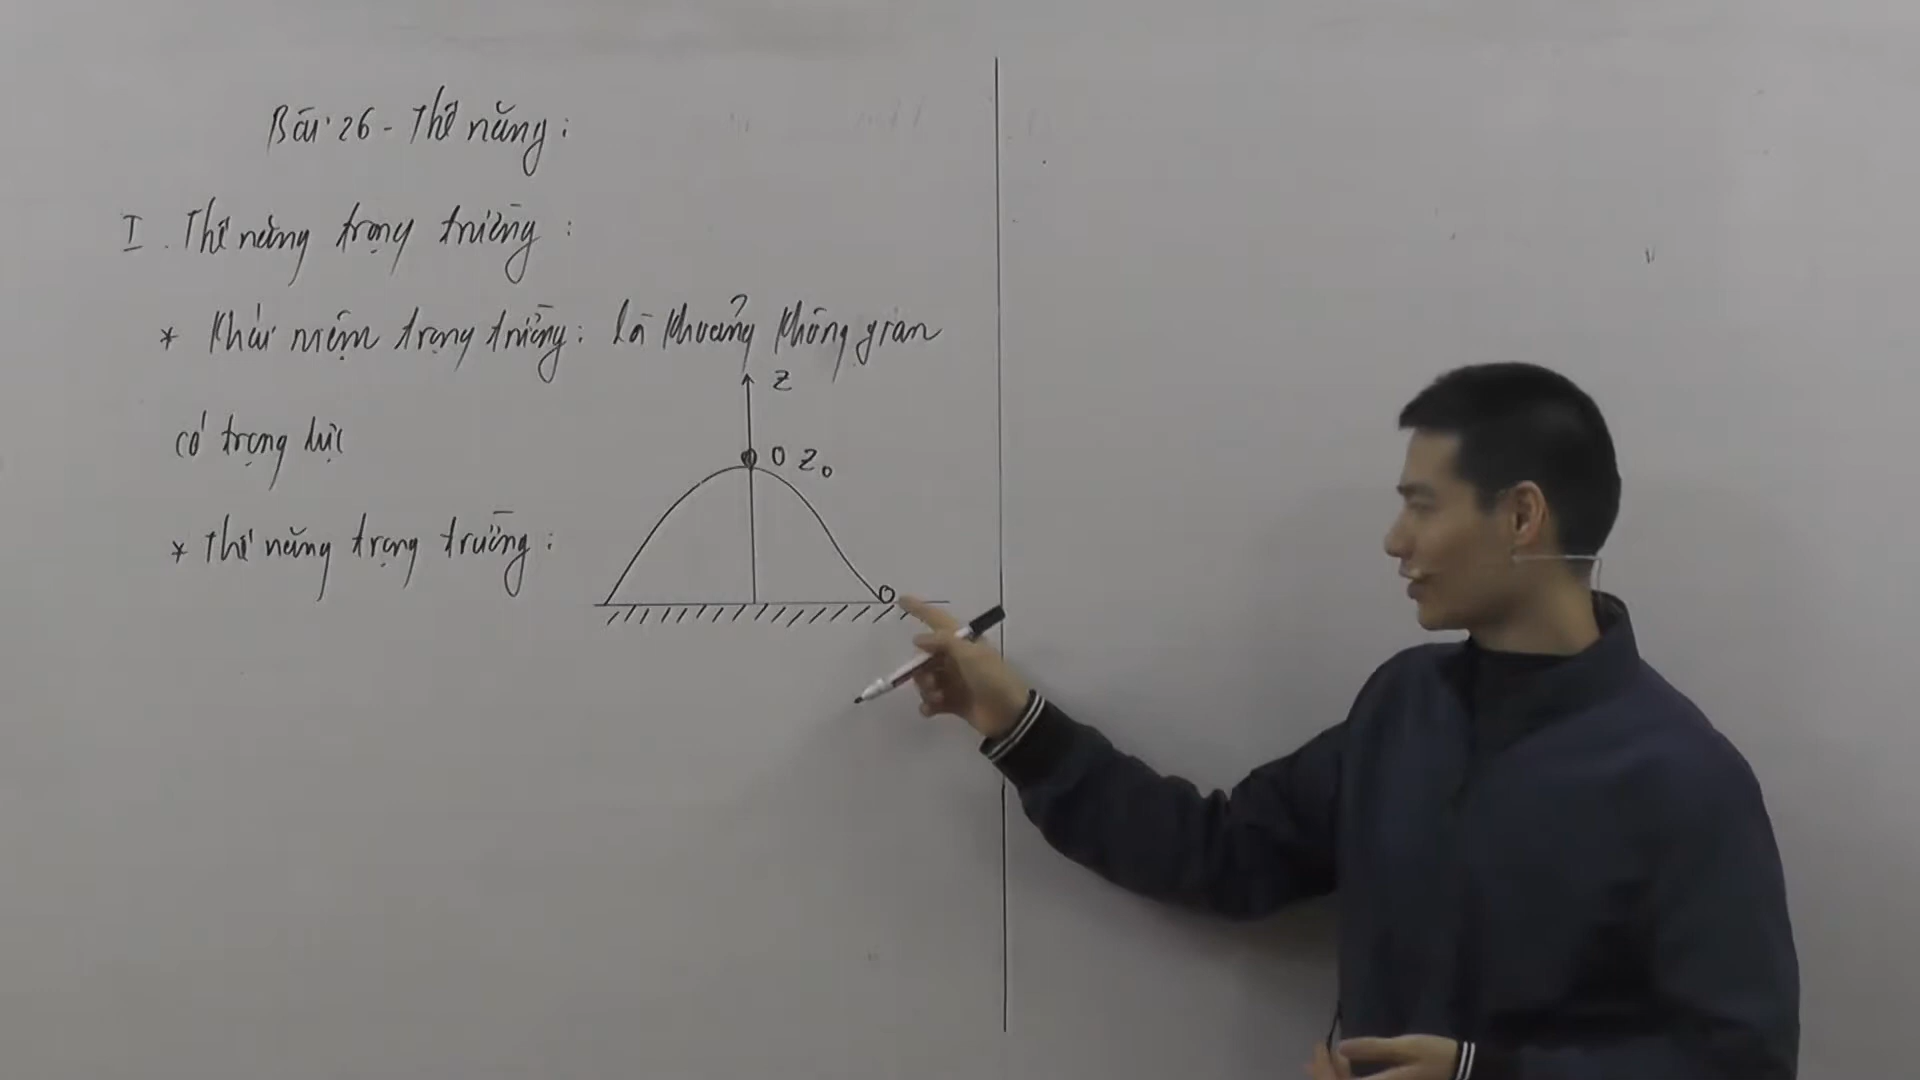 Bài 26 - Thế năng:
I. Thế năng trọng trường:
* Khái niệm trọng trường: là khoảng không gian
có trọng lực
* Thế năng trọng trường:
z
O z₀